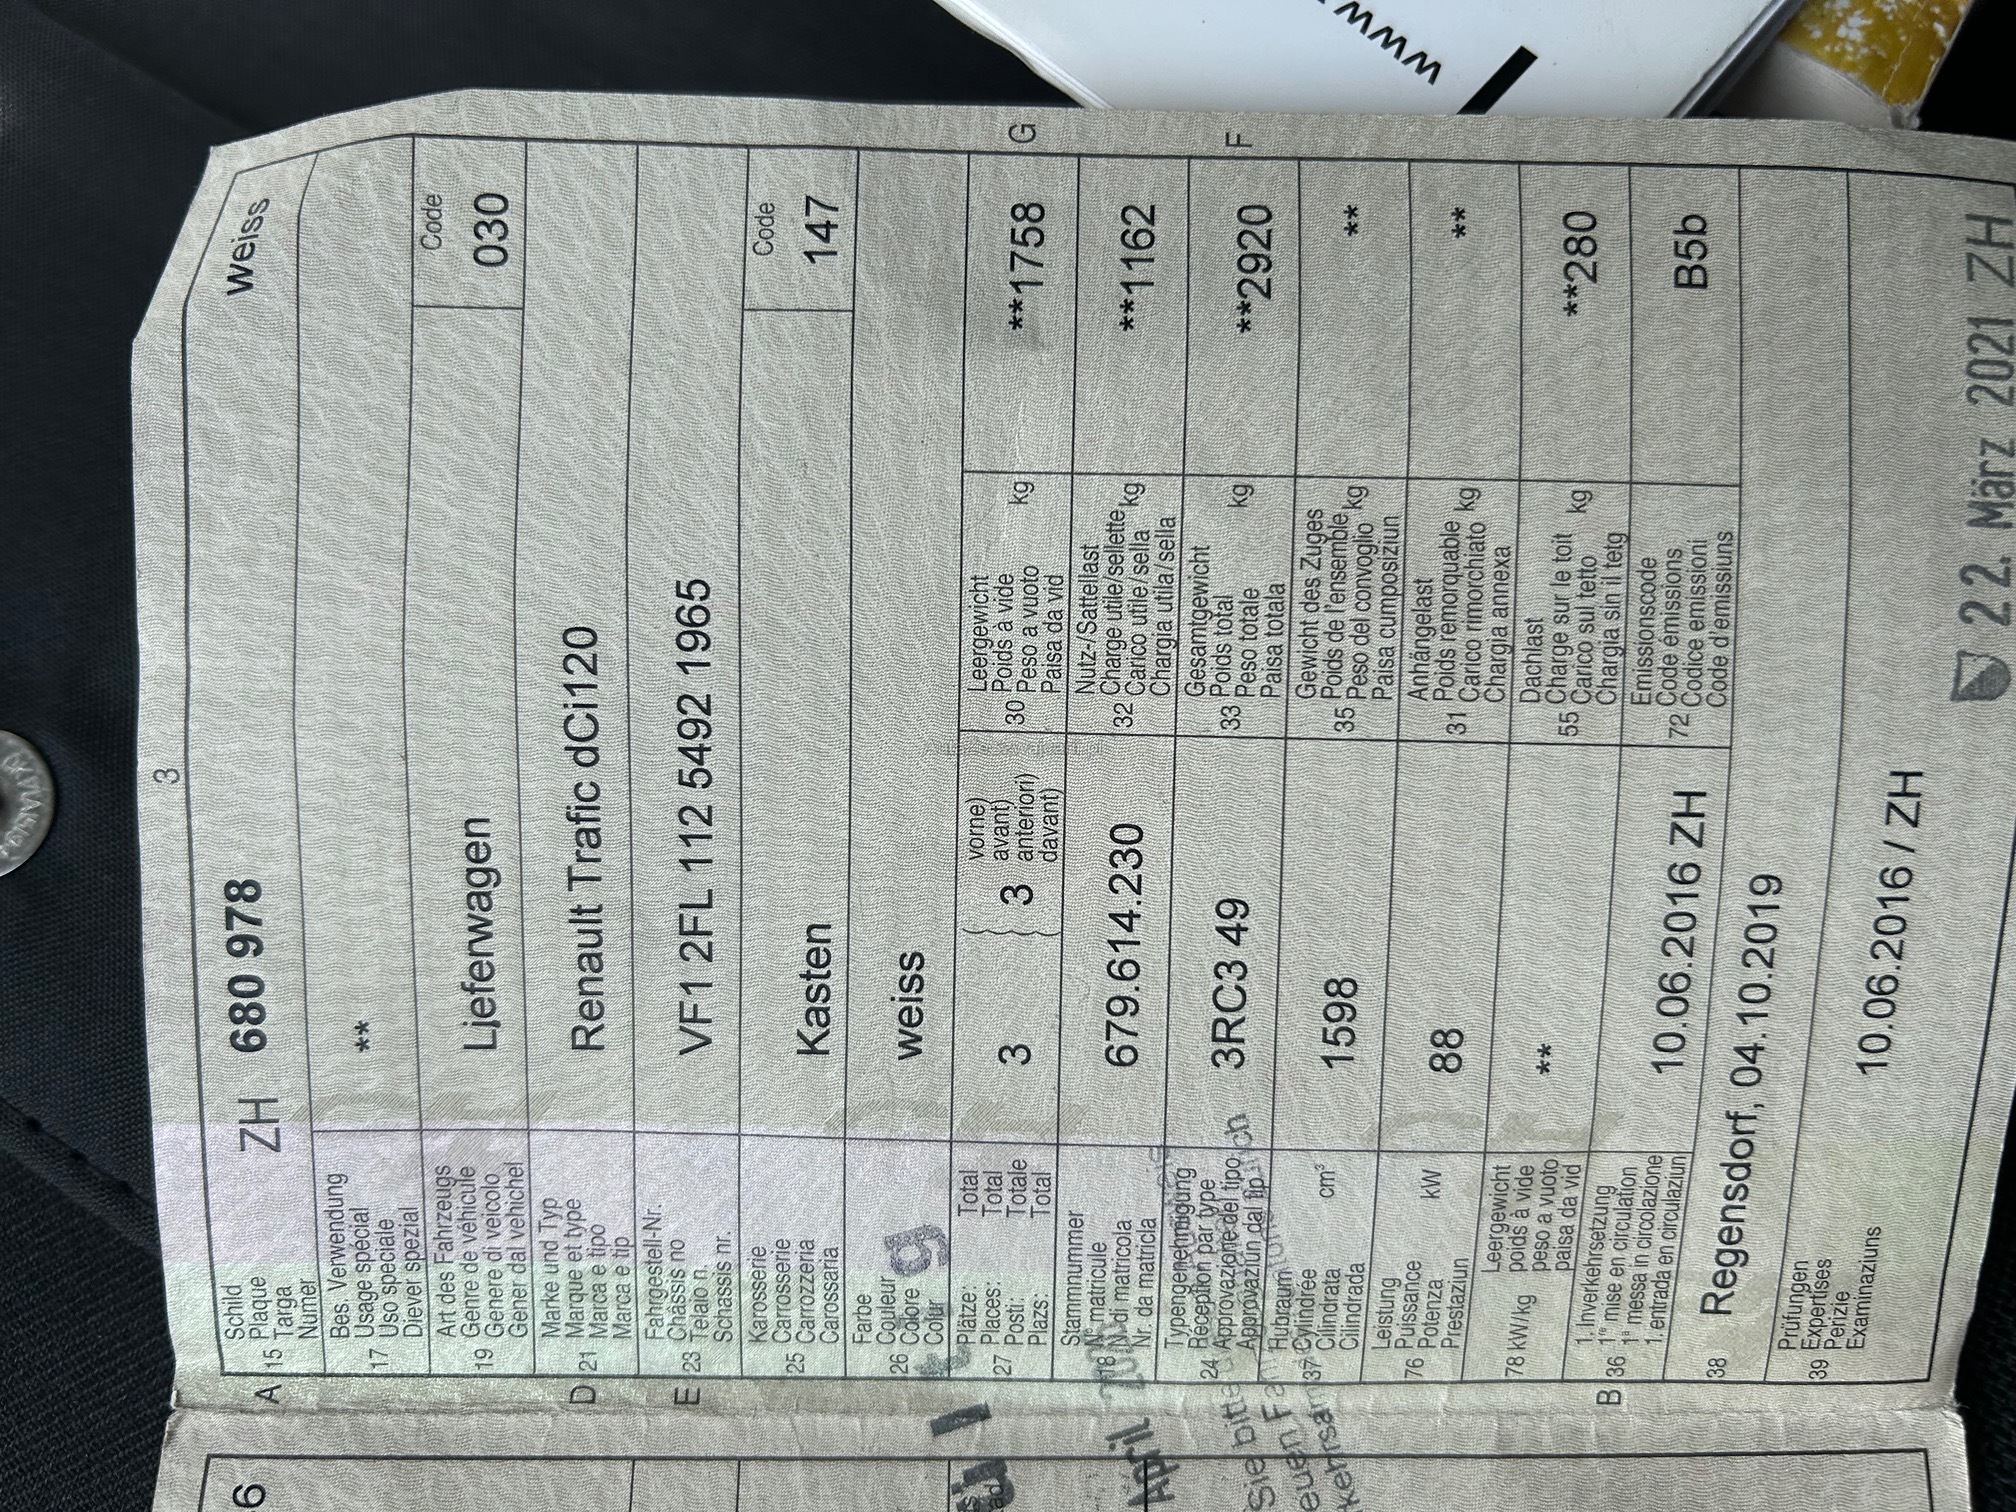 3
A 15 Schild Plaque Targa Numer
ZH 680 978 weiss
17 Bes. Verwendung Usage spécial Uso speciale Diever spezial
**
19 Art des Fahrzeugs Genre de véhicule Genere di veicolo Gener dal vehichel
Lieferwagen
Code
030
D 21 Marke und Typ Marque et type Marca e tipo Marca e tip
Renault Trafic dCi120
E 23 Fahrgestell-Nr. Châssis no Telaio n. Schassis nr.
VF1 2FL 112 5492 1965
25 Karosserie Carrosserie Carrozzeria Carrossaria
Kasten
Code
147
26 Farbe Couleur Colore Colur
weiss
27 Plätze: Total
Places: Total
Posti: Totale
Plazs: Total
3
3
vorne)
avant)
anteriori)
davant)
30 Leergewicht Poids à vide Peso a vuoto Paisa da vid kg
**1758 G
18 Stammnummer N° matricule N. di matricola Nr. da matricla
679.614.230
32 Nutz-/Sattellast Charge utile/sellette Carico utile/sella Chargia utila/sella kg
**1162
24 Typengenehmigung Réception par type Approvazione del tipo Approvaziun dal tip
3RC3 49
33 Gesamtgewicht Poids total Peso totale Paisa totala kg
**2920 F
37 Hubraum Cylindrée Cilindrata Cilindrada cm³
1598
35 Gewicht des Zuges Poids de l'ensemble Peso del convoglio Paisa cumposiziun kg
**
76 Leistung Puissance Potenza Prestaziun kW
88
31 Anhängelast Poids remorquable Carico rimorchiato Chargia annexa kg
**
78 kW/kg Leergewicht poids à vide peso a vuoto paisa da vid
**
55 Dachlast Charge sur le toit Carico sul tetto Chargia sin il tetg kg
**280
B 36 1. Inverkehrsetzung 1re mise en circulation 1a messa in circolazione 1. entrada en circulaziun
10.06.2016 ZH
72 Emissionscode Code émissions Codice emissioni Code d'emissiuns
B5b
38
Regensdorf, 04.10.2019
39 Prüfungen Expertises Perizie Examinaziuns
10.06.2016 / ZH
22. März 2021 ZH
6
April
Sie bitte
www.